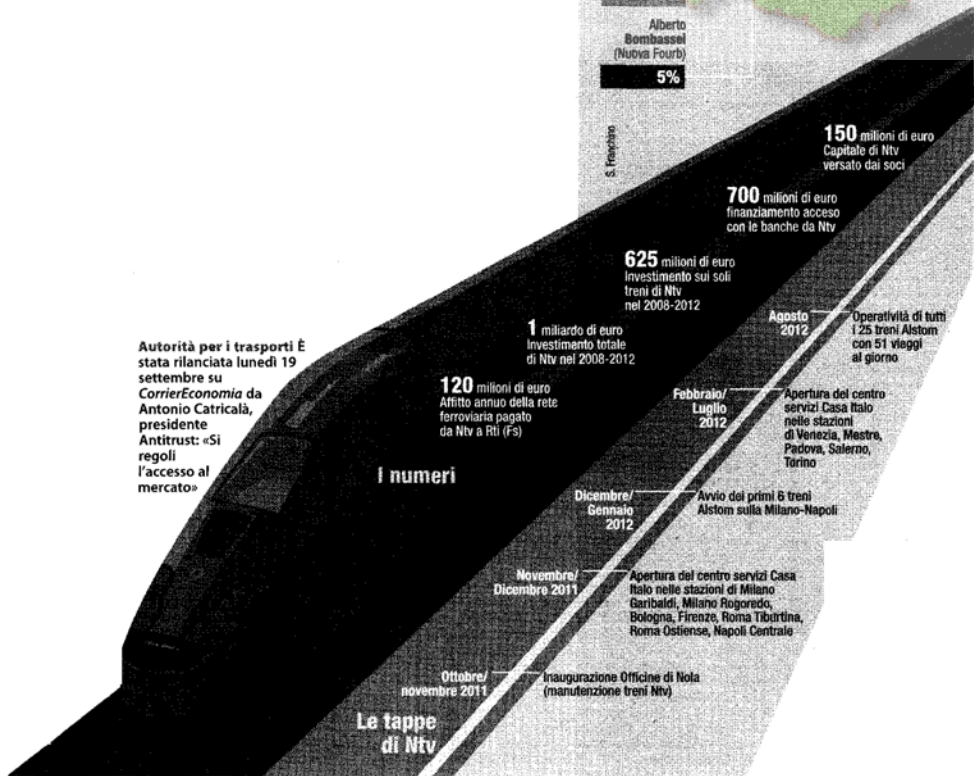 Alberto
Bombassei
(Nuova Fourb)
5%
S. Franchino
150 milioni di euro
Capitale di Ntv
versato dai soci
700 milioni di euro
finanziamento acceso
con le banche da Ntv
625 milioni di euro
Investimento sui soli
treni di Ntv
nel 2008-2012
1 miliardo di euro
Investimento totale
di Ntv nel 2008-2012
120 milioni di euro
Affitto annuo della rete
ferroviaria pagato
da Ntv a Rti (Fs)
I numeri
Autorità per i trasporti È
stata rilanciata lunedì 19
settembre su
CorrierEconomia da
Antonio Catricalà,
presidente
Antitrust: «Si
regoli
l'accesso al
mercato»
Agosto
2012
Operatività di tutti
i 25 treni Alstom
con 51 viaggi
al giorno
Febbraio/
Luglio
2012
Apertura del centro
servizi Casa Italo
nelle stazioni
di Venezia, Mestre,
Padova, Salerno,
Torino
Dicembre/
Gennaio
2012
Avvio dei primi 6 treni
Alstom sulla Milano-Napoli
Novembre/
Dicembre 2011
Apertura del centro servizi Casa
Italo nelle stazioni di Milano
Garibaldi, Milano Rogoredo,
Bologna, Firenze, Roma Tiburtina,
Roma Ostiense, Napoli Centrale
Ottobre/
novembre 2011
Inaugurazione Officine di Nola
(manutenzione treni Ntv)
Le tappe
di Ntv